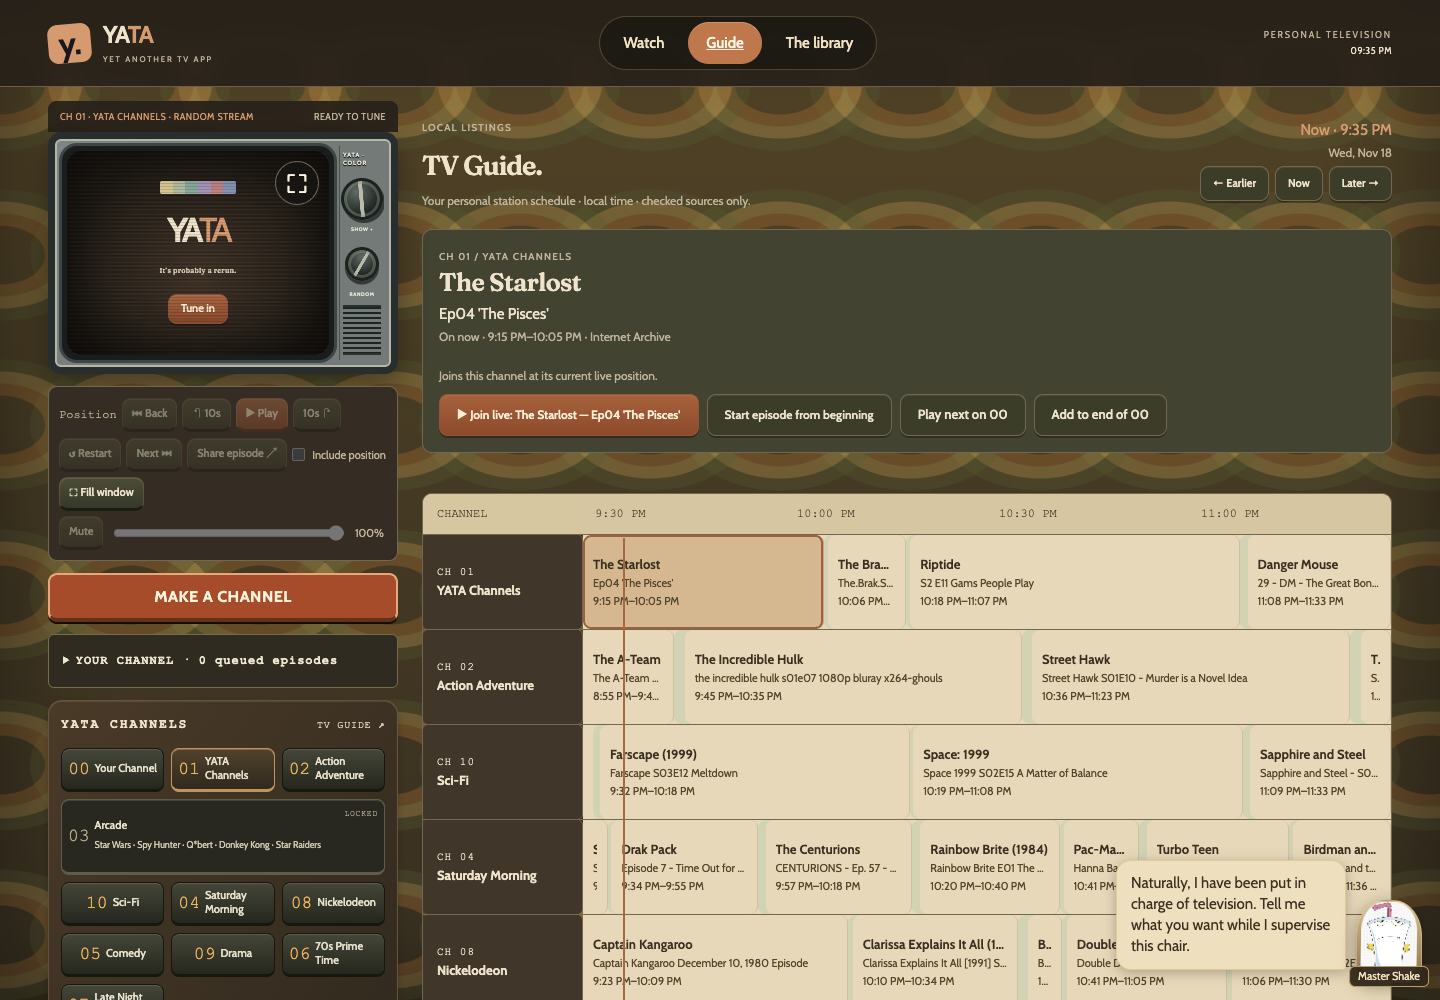 y.
YATA
YET ANOTHER TV APP
Watch
Guide
The library
PERSONAL TELEVISION
09:35 PM
CH 01 · YATA CHANNELS · RANDOM STREAM
READY TO TUNE
YATA
COLOR
YATA
It's probably a rerun.
Tune in
SHOW +
RANDOM
Position
⏮ Back
↰ 10s
▶ Play
10s ↱
↺ Restart
Next ⏭
Share episode ↗
Include position
⛶ Fill window
Mute
100%
MAKE A CHANNEL
▶ YOUR CHANNEL · 0 queued episodes
YATA CHANNELS
TV GUIDE ↗
00 Your Channel
01 YATA Channels
02 Action Adventure
LOCKED
03 Arcade
Star Wars · Spy Hunter · Q*bert · Donkey Kong · Star Raiders
10 Sci-Fi
04 Saturday Morning
08 Nickelodeon
05 Comedy
09 Drama
06 70s Prime Time
Late Night
LOCAL LISTINGS
TV Guide.
Your personal station schedule · local time · checked sources only.
Now · 9:35 PM
Wed, Nov 18
← Earlier
Now
Later →
CH 01 / YATA CHANNELS
The Starlost
Ep04 'The Pisces'
On now · 9:15 PM–10:05 PM · Internet Archive
Joins this channel at its current live position.
▶ Join live: The Starlost — Ep04 'The Pisces'
Start episode from beginning
Play next on 00
Add to end of 00
CHANNEL
9:30 PM
10:00 PM
10:30 PM
11:00 PM
CH 01
YATA Channels
The Starlost
Ep04 'The Pisces'
9:15 PM–10:05 PM
The Bra...
The.Brak.S...
10:06 PM...
Riptide
S2 E11 Gams People Play
10:18 PM–11:07 PM
Danger Mouse
29 - DM - The Great Bon...
11:08 PM–11:33 PM
CH 02
Action Adventure
The A-Team
The A-Team ...
8:55 PM–9:4...
The Incredible Hulk
the incredible hulk s01e07 1080p bluray x264-ghouls
9:45 PM–10:35 PM
Street Hawk
Street Hawk S01E10 - Murder is a Novel Idea
10:36 PM–11:23 PM
T.
S.
1...
CH 10
Sci-Fi
Farscape (1999)
Farscape S03E12 Meltdown
9:32 PM–10:18 PM
Space: 1999
Space 1999 S02E15 A Matter of Balance
10:19 PM–11:08 PM
Sapphire and Steel
Sapphire and Steel - S0...
11:09 PM–11:33 PM
CH 04
Saturday Morning
S
S
9
Drak Pack
Episode 7 - Time Out for ...
9:34 PM–9:55 PM
The Centurions
CENTURIONS - Ep. 57 - ...
9:57 PM–10:18 PM
Rainbow Brite (1984)
Rainbow Brite E01 The ...
10:20 PM–10:40 PM
Pac-Ma...
Hanna Ba
10:41 PM-
Turbo Teen
Birdman an...
and t...
11:36 ...
CH 08
Nickelodeon
Captain Kangaroo
Captain Kangaroo December 10, 1980 Episode
9:23 PM–10:09 PM
Clarissa Explains It All (1...
Clarissa Explains It All [1991] S...
10:10 PM–10:34 PM
B..
B...
1...
Double
Double D
10:41 PM–11:05 PM
11:06 PM–11:30 PM
Naturally, I have been put in
charge of television. Tell me
what you want while I supervise
this chair.
Master Shake